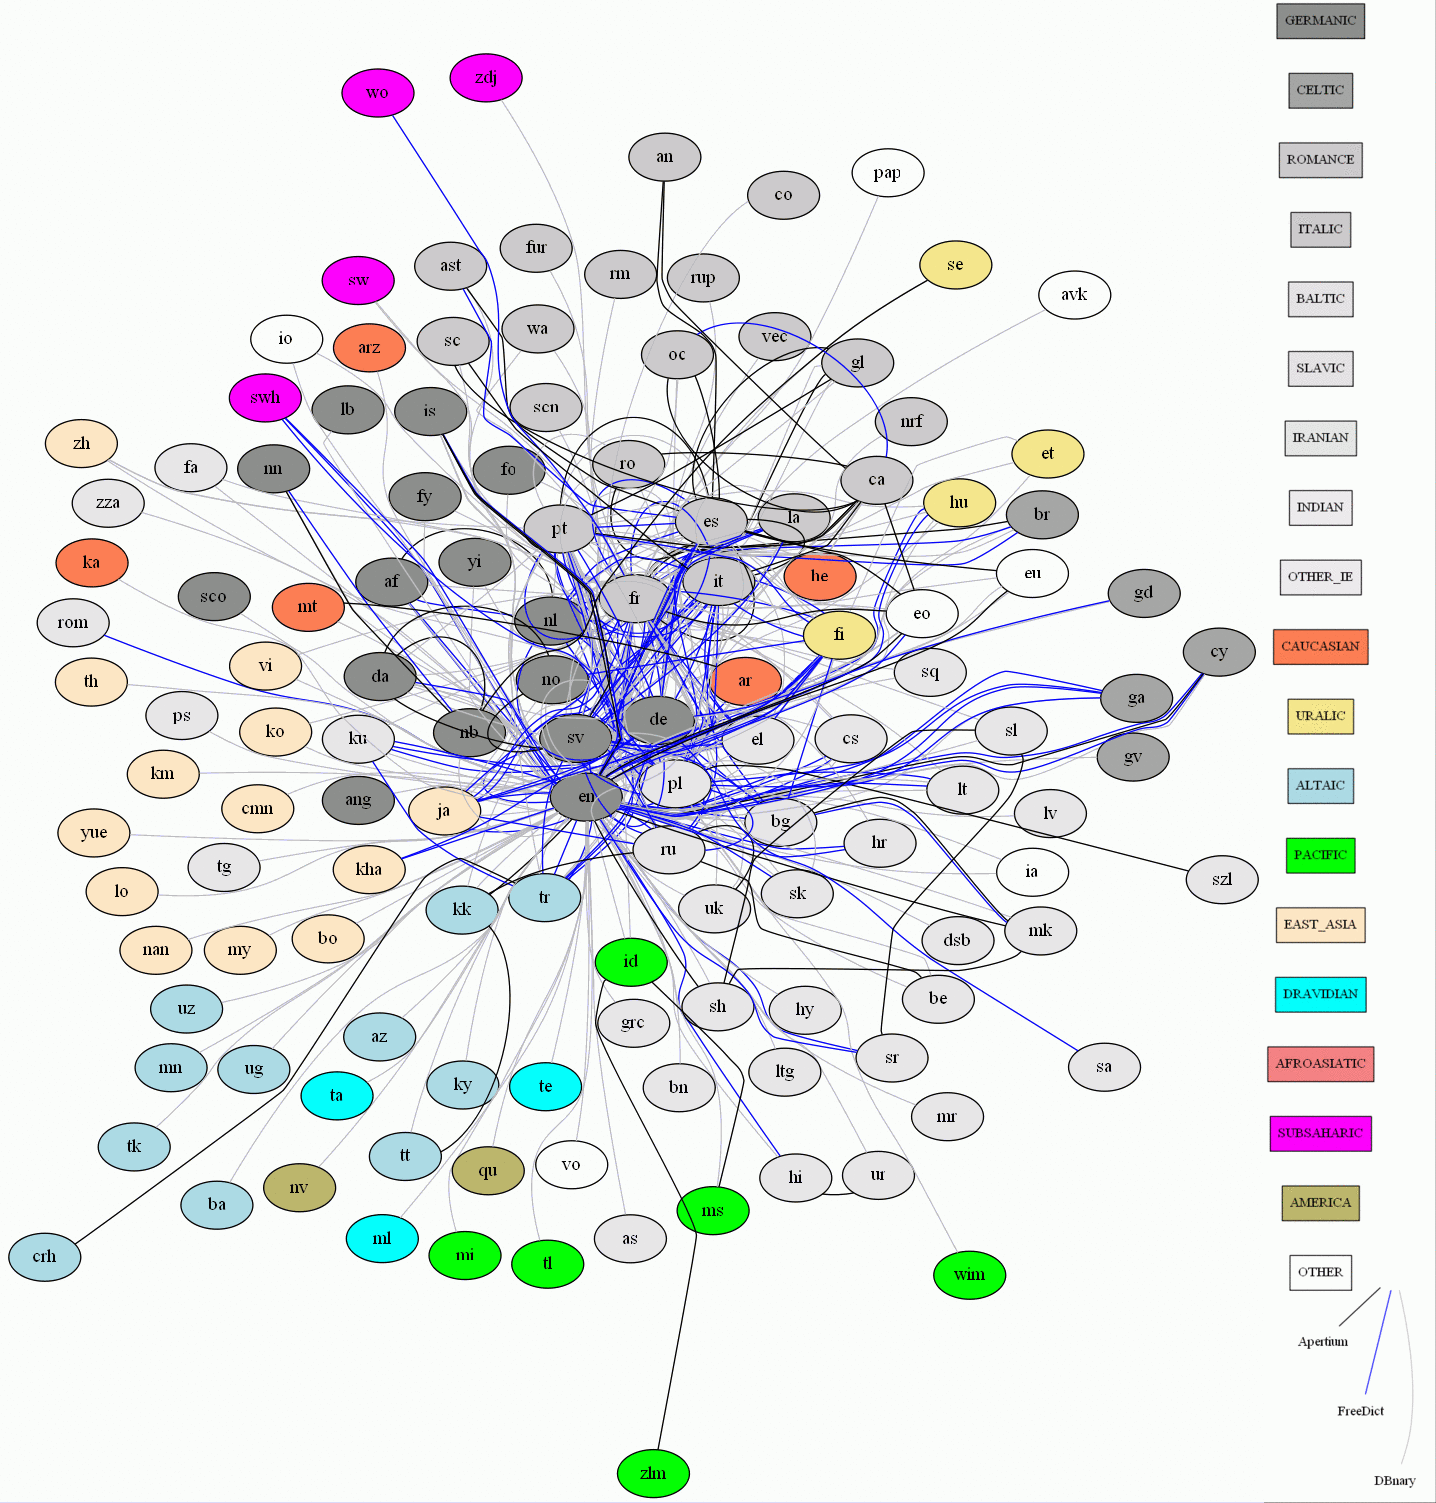 GERMANIC
zdj
wo
CELTIC
an
ROMANCE
pap
co
ITALIC
fur
ast
se
rm
rup
sw
avk
BALTIC
io
wa
vec
sc
arz
oc
gl
SLAVIC
swh
lb
is
scn
nrf
zh
IRANIAN
et
fa
nn
fo
ro
ca
zza
fy
hu
INDIAN
br
pt
es
la
ka
yi
eu
OTHER_IE
af
it
he
sco
gd
fr
mt
eo
rom
nl
fi
CAUCASIAN
cy
vi
sq
th
da
no
ar
ga
ps
de
URALIC
ko
nb
sl
ku
sv
el
cs
gv
km
pl
ALTAIC
lt
en
ang
cmn
ja
lv
bg
yue
hr
ru
PACIFIC
tg
kha
ia
szl
lo
sk
tr
kk
uk
EAST_ASIA
mk
bo
dsb
nan
my
id
DRAVIDIAN
be
sh
uz
hy
grc
az
sr
AFROASIATIC
mn
ug
sa
ltg
ky
te
bn
ta
mr
SUBSAHARIC
tk
tt
vo
qu
ur
hi
nv
AMERICA
ba
ms
ml
as
mi
crh
tl
wim
OTHER
Apertium
FreeDict
zlm
DBnary